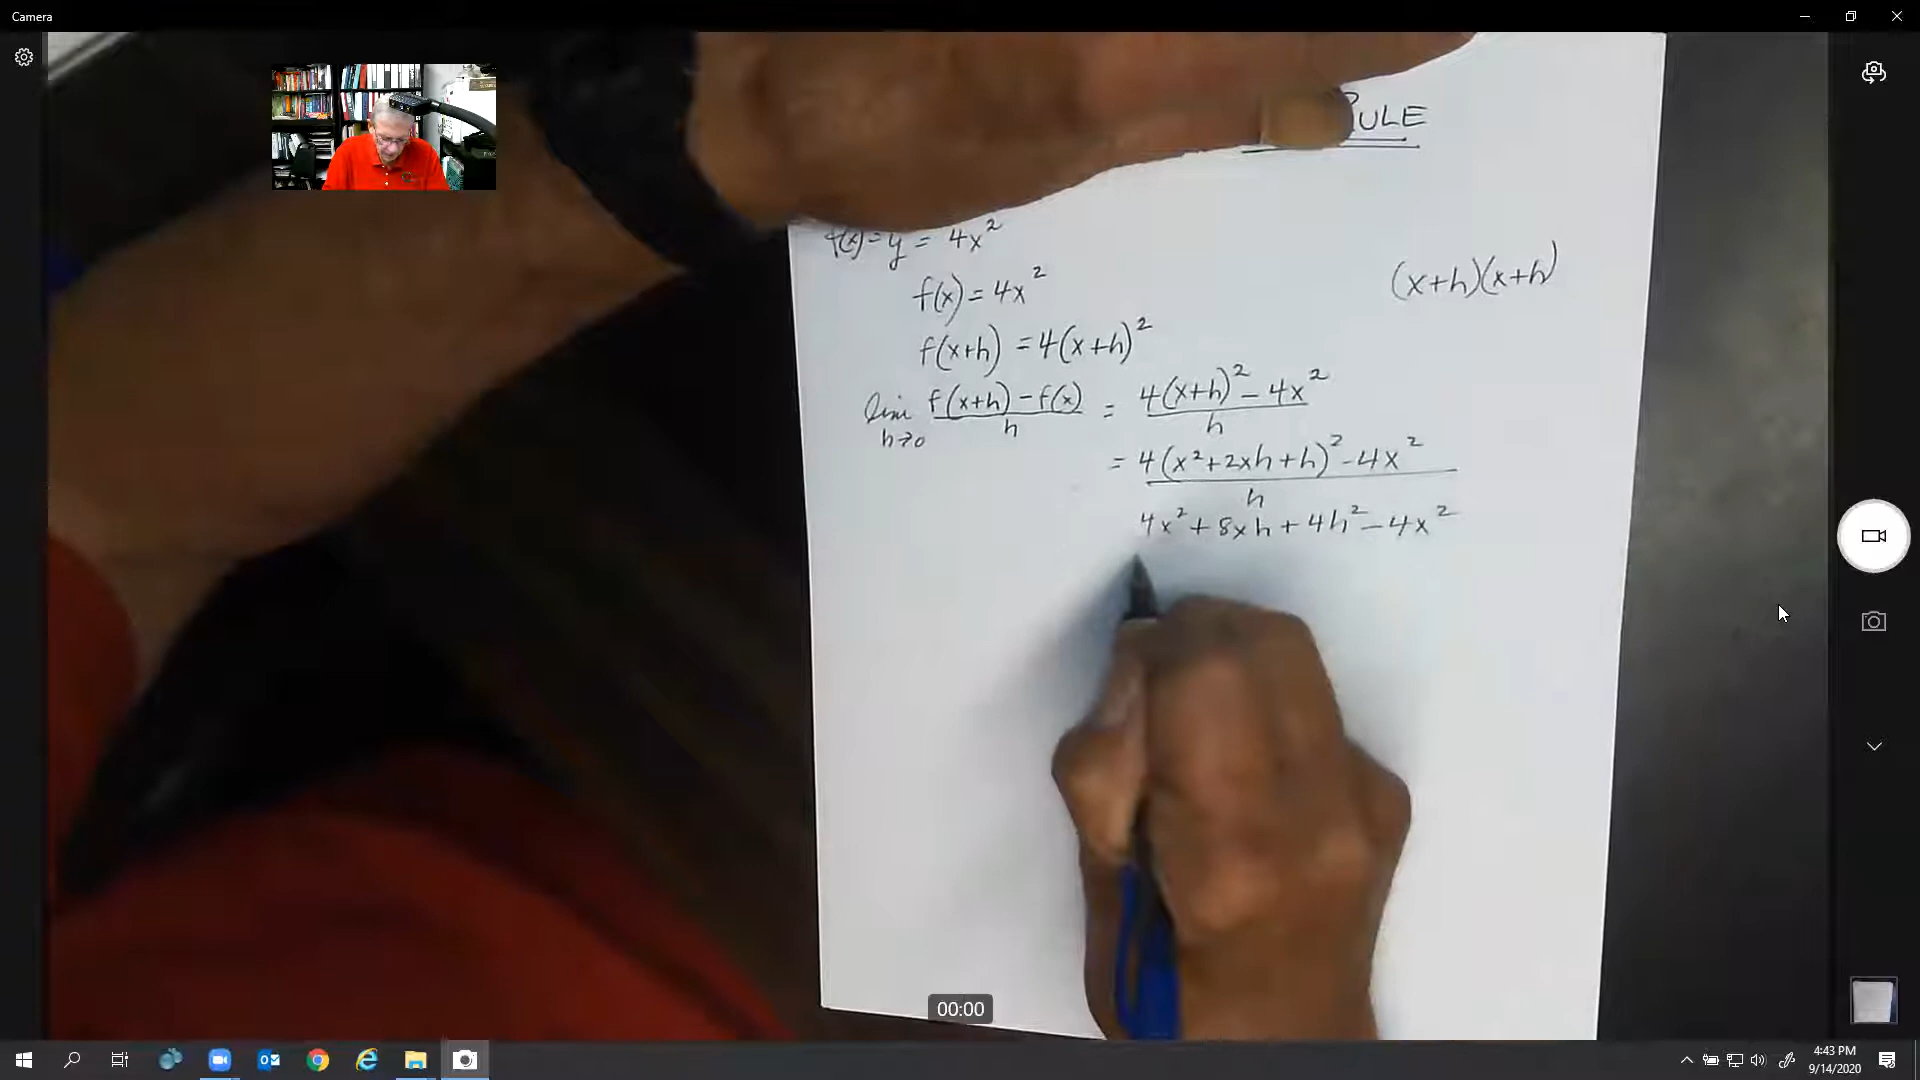 Camera
RULE
f(x) = y = 4x²
(x+h)(x+h)
f(x) = 4x²
f(x+h) = 4(x+h)²
lim h→0 f(x+h) - f(x) / h = 4(x+h)² - 4x² / h
= 4(x²+2xh+h)² - 4x² / h
4x² + 8xh + 4h² - 4x²
00:00
4:43 PM
9/14/2020